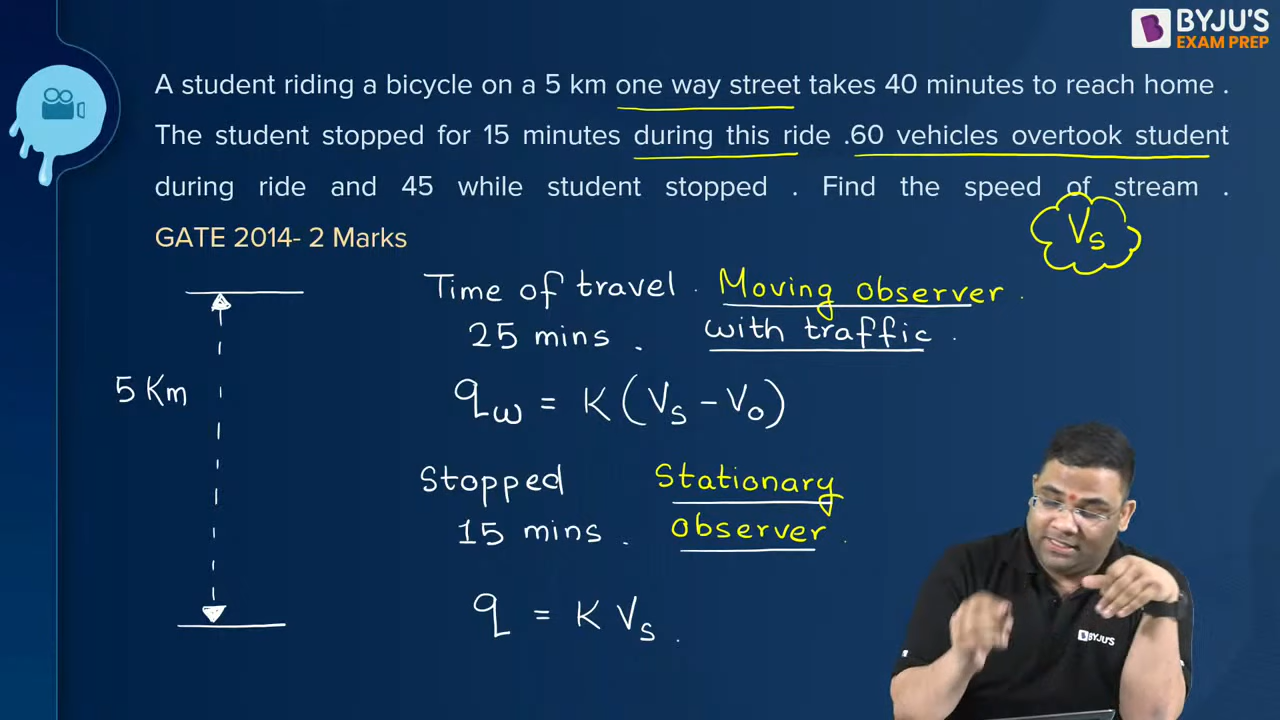 BYJU'S
EXAM PREP
A student riding a bicycle on a 5 km one way street takes 40 minutes to reach home .
The student stopped for 15 minutes during this ride .60 vehicles overtook student
during ride and 45 while student stopped . Find the speed of stream .
GATE 2014- 2 Marks
Vs
Time of travel . Moving observer .
25 mins . with traffic .
5 Km
qw = K (Vs - Vo)
Stopped Stationary
15 mins . observer .
q = K Vs .
BYJU'S